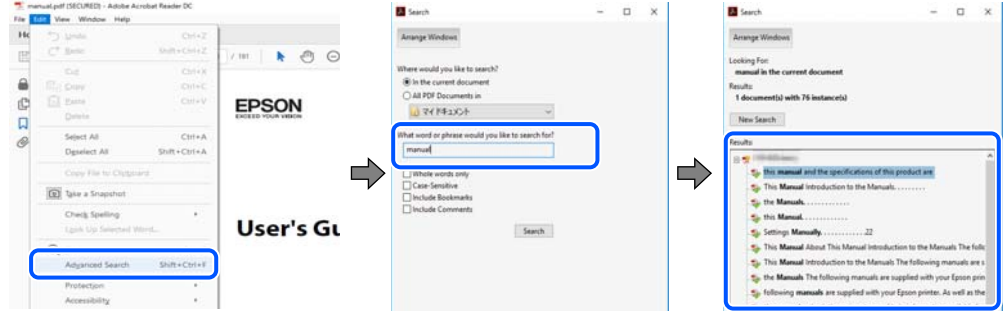 manual.pdf (SECURED) - Adobe Acrobat Reader DC
File Edit View Window Help
Undo Ctrl+Z
Redo Shift+Ctrl+Z
/ 181
Cut Ctrl+X
Copy Ctrl+C
Paste Ctrl+V
Delete
Select All Ctrl+A
Deselect All Shift+Ctrl+A
Copy File to Clipboard
Take a Snapshot
Check Spelling
Look Up Selected Word...
Advanced Search Shift+Ctrl+F
Protection
Accessibility
EPSON
EXCEED YOUR VISION
User's Gu
Search
Arrange Windows
Where would you like to search?
In the current document
All PDF Documents in
マイ ドキュメント
What word or phrase would you like to search for?
manual
Whole words only
Case-Sensitive
Include Bookmarks
Include Comments
Search
Search
Arrange Windows
Looking For:
manual in the current document
Results:
1 document(s) with 76 instance(s)
New Search
Results:
this manual and the specifications of this product are
This Manual Introduction to the Manuals. . . . . . . . .
the Manuals. . . . . . . . . . . . .
this Manual. . . . . . . . . . . . .
Settings Manually. . . . . . . . . . . . .22
This Manual About This Manual Introduction to the Manuals The follo
This Manual Introduction to the Manuals The following manuals are s
the Manuals The following manuals are supplied with your Epson prin
following manuals are supplied with your Epson printer. As well as the